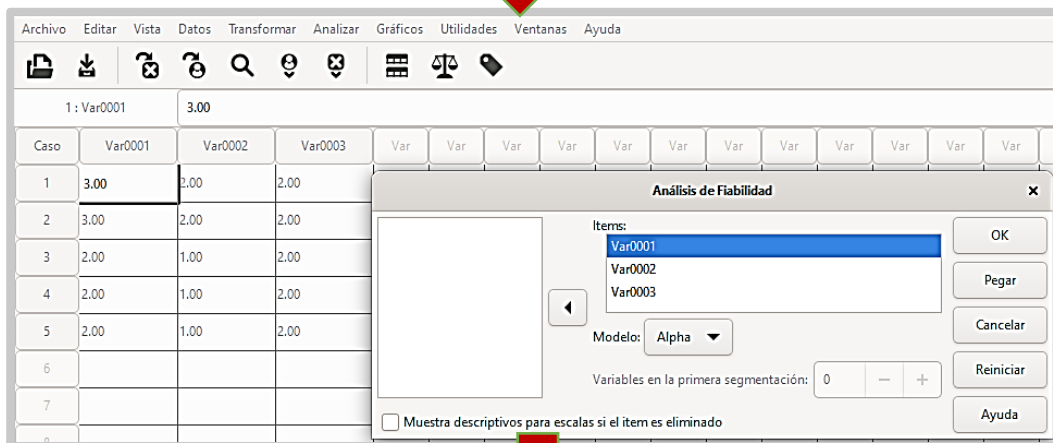 Archivo Editar Vista Datos Transformar Analizar Gráficos Utilidades Ventanas Ayuda
1 : Var0001 3.00
Caso Var0001 Var0002 Var0003 Var Var Var Var Var Var Var Var Var Var Var Var
1 3.00 2.00 2.00
2 3.00 2.00 2.00
3 2.00 1.00 2.00
4 2.00 1.00 2.00
5 2.00 1.00 2.00
6
7
8
Análisis de Fiabilidad
Items:
Var0001
Var0002
Var0003
Modelo: Alpha
Variables en la primera segmentación: 0 − +
Muestra descriptivos para escalas si el item es eliminado
OK
Pegar
Cancelar
Reiniciar
Ayuda